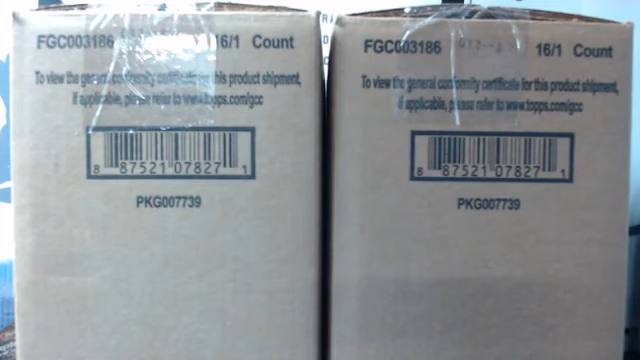 FGC003186 16/1 Count
To view the general conformity certificate for this product shipment,
if applicable, please refer to www.topps.com/gcc
8 87521 07827 1
PKG007739
FGC003186 16/1 Count
To view the general conformity certificate for this product shipment,
if applicable, please refer to www.topps.com/gcc
8 87521 07827 1
PKG007739